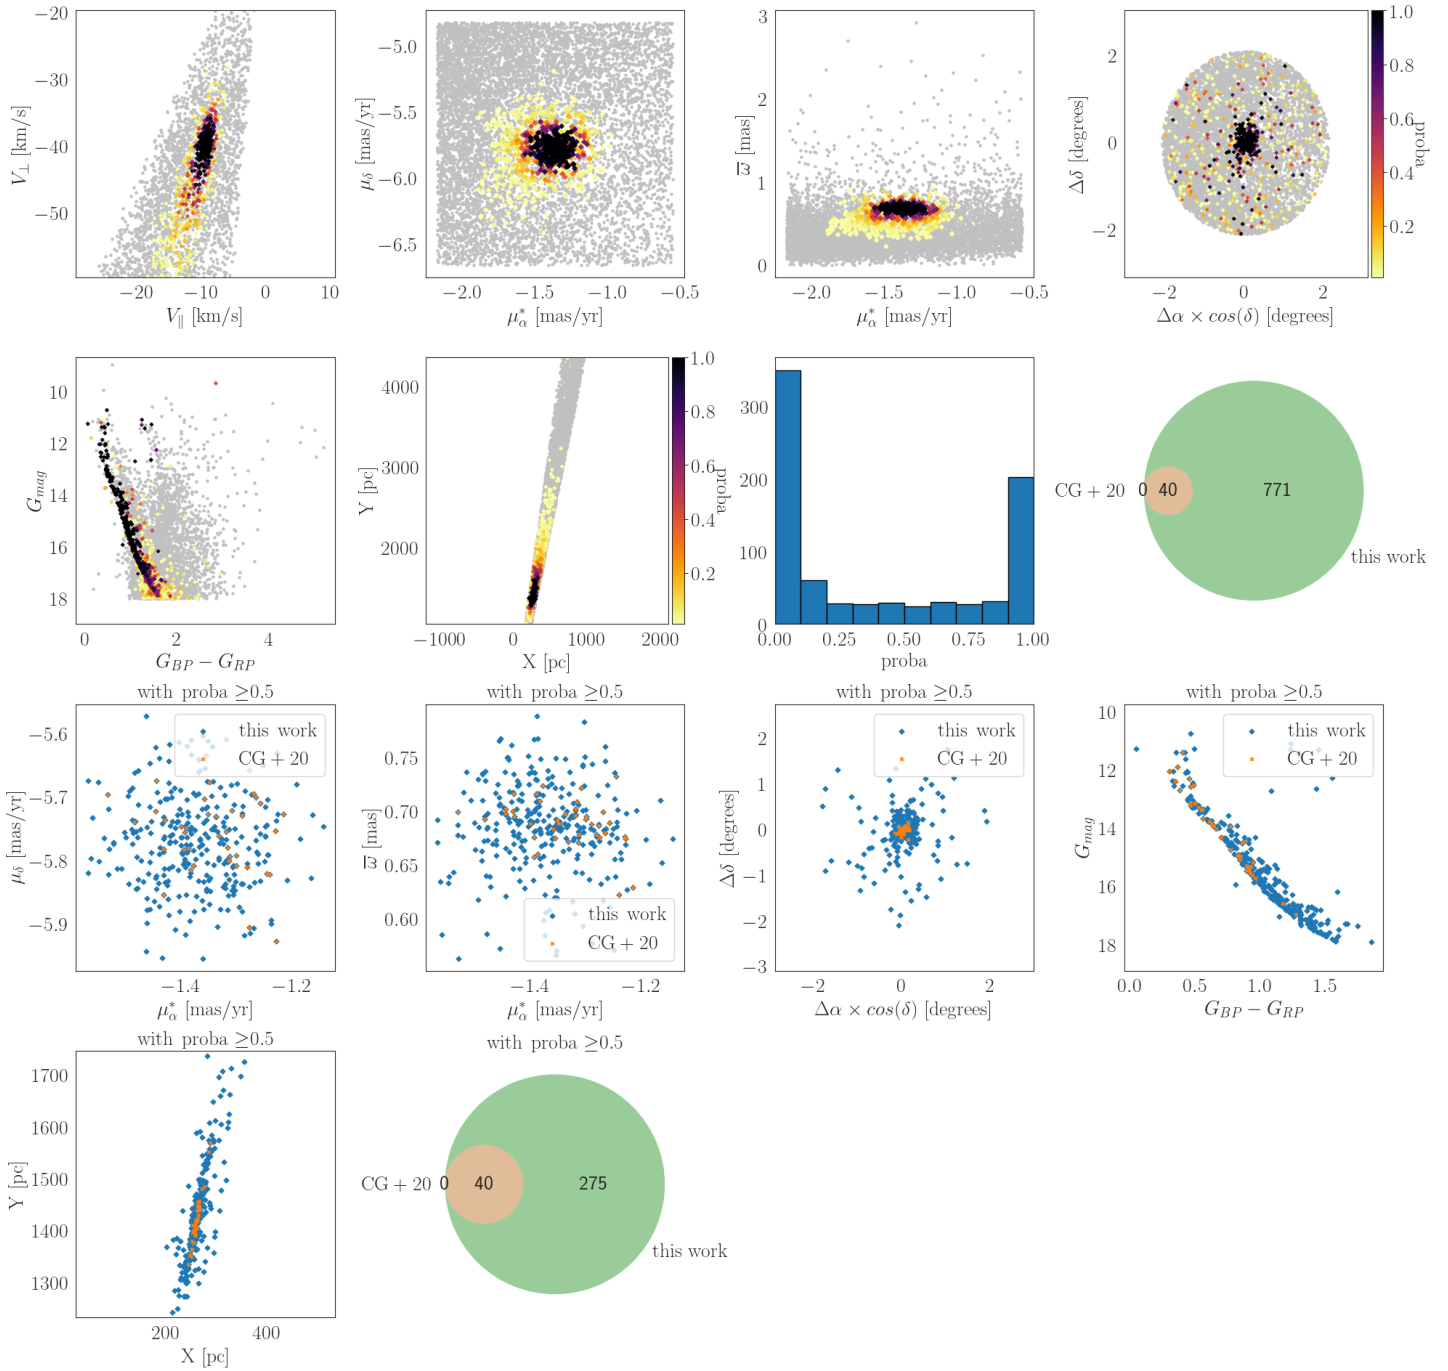 −20
−30
−40
−50
V⊥ [km/s]
−20 −10 0 10
V∥ [km/s]
−5.0
−5.5
−6.0
−6.5
μδ [mas/yr]
−2.0 −1.5 −1.0 −0.5
μ*α [mas/yr]
3
2
1
0
ϖ [mas]
−2.0 −1.5 −1.0 −0.5
μ*α [mas/yr]
2
0
−2
Δδ [degrees]
−2 0 2
Δα × cos(δ) [degrees]
1.0
0.8
0.6
0.4
0.2
proba
10
12
14
16
18
Gmag
0 2 4
GBP − GRP
4000
3000
2000
Y [pc]
−1000 0 1000 2000
X [pc]
1.0
0.8
0.6
0.4
0.2
proba
300
200
100
0
0.00 0.25 0.50 0.75 1.00
proba
CG + 20 0 40 771
this work
with proba ≥0.5
−5.6
−5.7
−5.8
−5.9
μδ [mas/yr]
this work
CG + 20
−1.4 −1.2
μ*α [mas/yr]
with proba ≥0.5
0.75
0.70
0.65
0.60
ϖ [mas]
this work
CG + 20
−1.4 −1.2
μ*α [mas/yr]
with proba ≥0.5
2
1
0
−1
−2
−3
Δδ [degrees]
this work
CG + 20
−2 0 2
Δα × cos(δ) [degrees]
with proba ≥0.5
10
12
14
16
18
Gmag
this work
CG + 20
0.0 0.5 1.0 1.5
GBP − GRP
with proba ≥0.5
1700
1600
1500
1400
1300
Y [pc]
200 400
X [pc]
with proba ≥0.5
CG + 20 0 40 275
this work